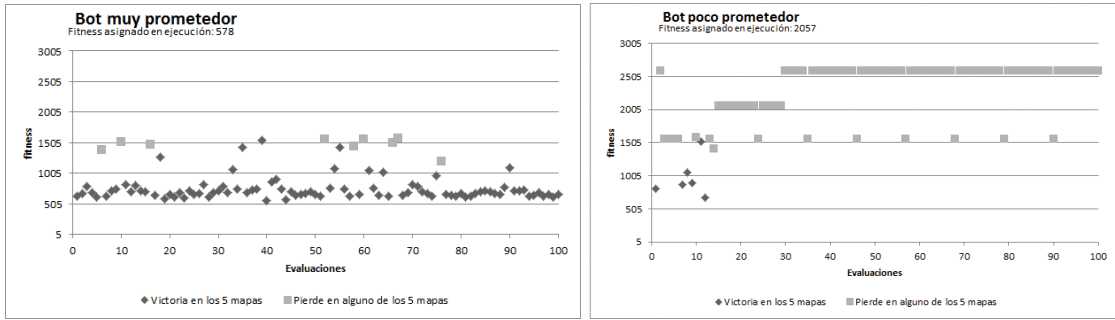 Bot muy prometedor
Fitness asignado en ejecución: 578
3005
2505
2005
1505
1005
505
5
fitness
0 10 20 30 40 50 60 70 80 90 100
Evaluaciones
Victoria en los 5 mapas Pierde en alguno de los 5 mapas
Bot poco prometedor
Fitness asignado en ejecución: 2057
3005
2505
2005
1505
1005
505
5
fitness
0 10 20 30 40 50 60 70 80 90 100
Evaluaciones
Victoria en los 5 mapas Pierde en alguno de los 5 mapas